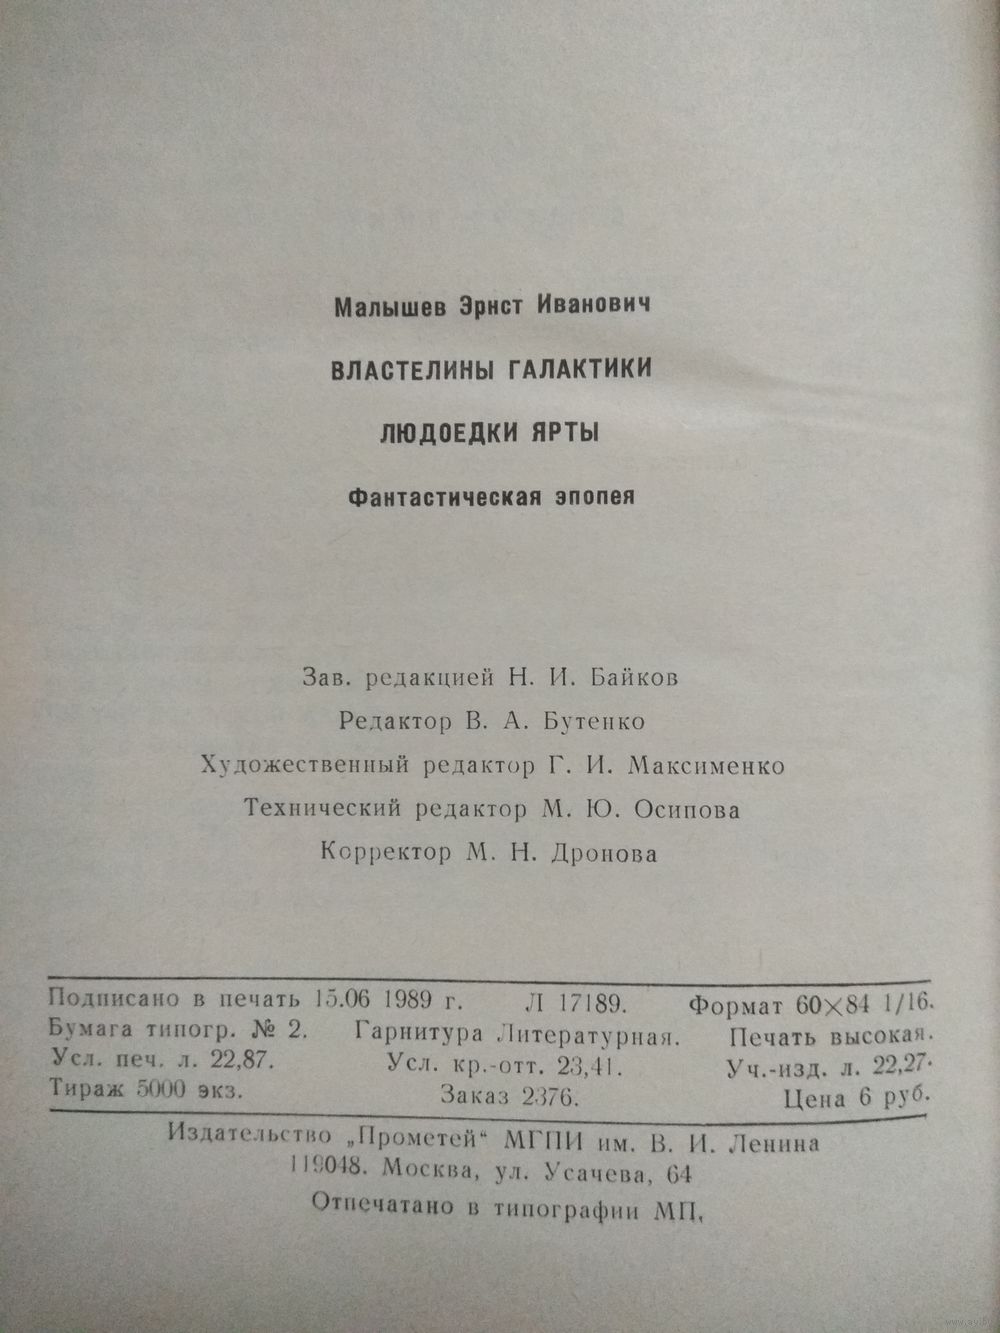 Малышев Эрнст Иванович
ВЛАСТЕЛИНЫ ГАЛАКТИКИ
ЛЮДОЕДКИ ЯРТЫ
Фантастическая эпопея
Зав. редакцией Н. И. Байков
Редактор В. А. Бутенко
Художественный редактор Г. И. Максименко
Технический редактор М. Ю. Осипова
Корректор М. Н. Дронова
Подписано в печать 15.06 1989 г. Л 17189. Формат 60×84 1/16.
Бумага типогр. № 2. Гарнитура Литературная. Печать высокая.
Усл. печ. л. 22,87. Усл. кр.-отт. 23,41. Уч.-изд. л. 22,27.
Тираж 5000 экз. Заказ 2376. Цена 6 руб.
Издательство „Прометей“ МГПИ им. В. И. Ленина
119048. Москва, ул. Усачева, 64
Отпечатано в типографии МП,